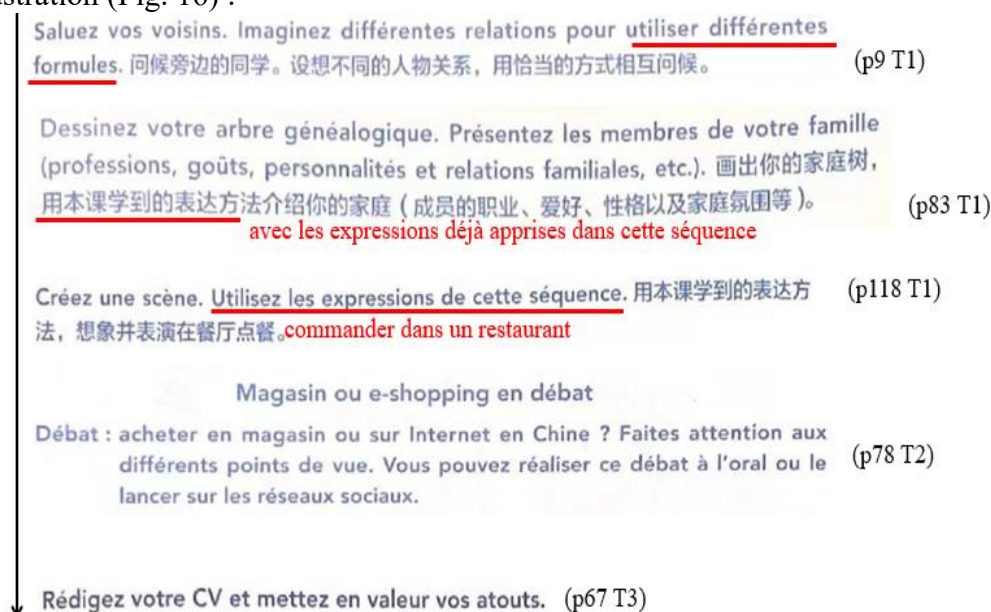 stration (Fig. 10) :
Saluez vos voisins. Imaginez différentes relations pour utiliser différentes
formules. 问候旁边的同学。设想不同的人物关系，用恰当的方式相互问候。 (p9 T1)
Dessinez votre arbre généalogique. Présentez les membres de votre famille
(professions, goûts, personnalités et relations familiales, etc.). 画出你的家庭树，
用本课学到的表达方法介绍你的家庭（成员的职业、爱好、性格以及家庭氛围等）。 (p83 T1)
avec les expressions déjà apprises dans cette séquence
Créez une scène. Utilisez les expressions de cette séquence. 用本课学到的表达方 (p118 T1)
法，想象并表演在餐厅点餐。commander dans un restaurant
Magasin ou e-shopping en débat
Débat : acheter en magasin ou sur Internet en Chine ? Faites attention aux
différents points de vue. Vous pouvez réaliser ce débat à l'oral ou le (p78 T2)
lancer sur les réseaux sociaux.
Rédigez votre CV et mettez en valeur vos atouts. (p67 T3)